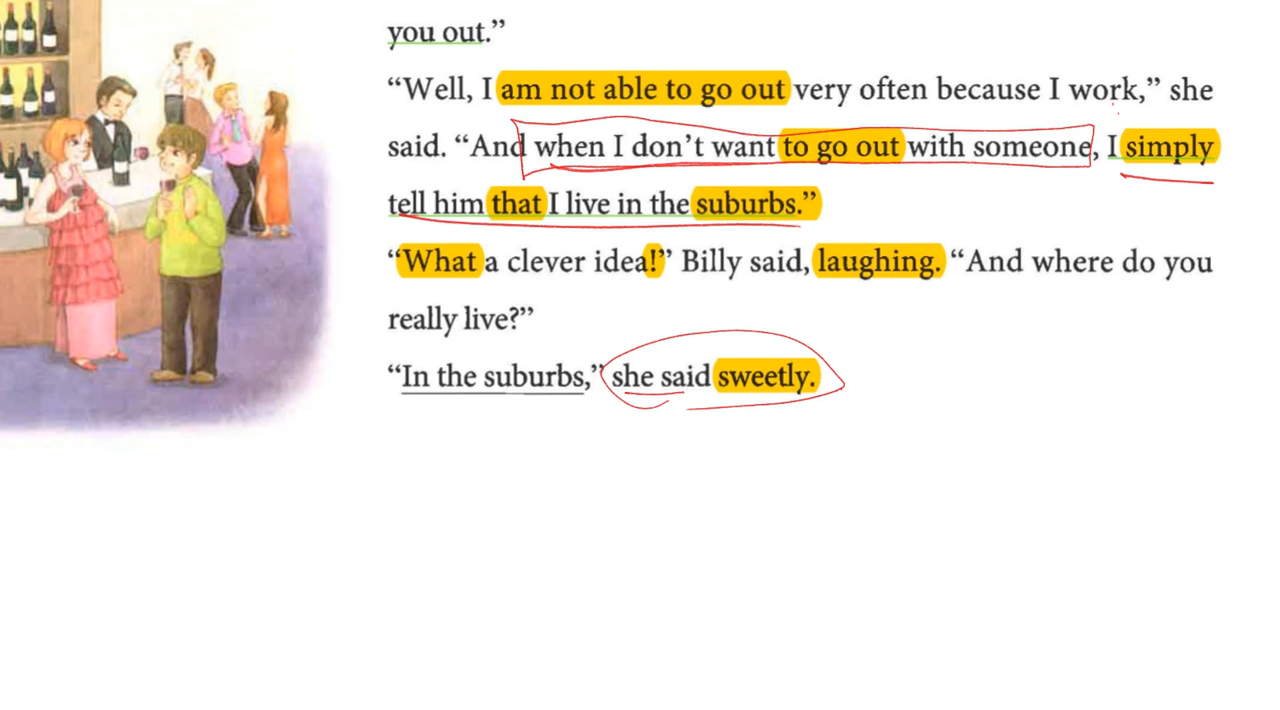 you out.”
“Well, I am not able to go out very often because I work,” she
said. “And when I don’t want to go out with someone, I simply
tell him that I live in the suburbs.”
“What a clever idea!” Billy said, laughing. “And where do you
really live?”
“In the suburbs,” she said sweetly.